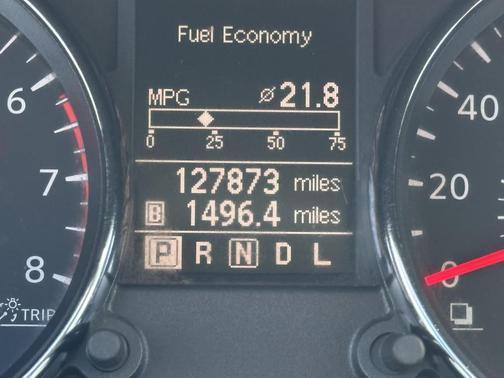 Fuel Economy
MPG ⌀21.8
0 25 50 75
127873 miles
B 1496.4 miles
P R N D L
6
7
8
TRIP
40
20
0